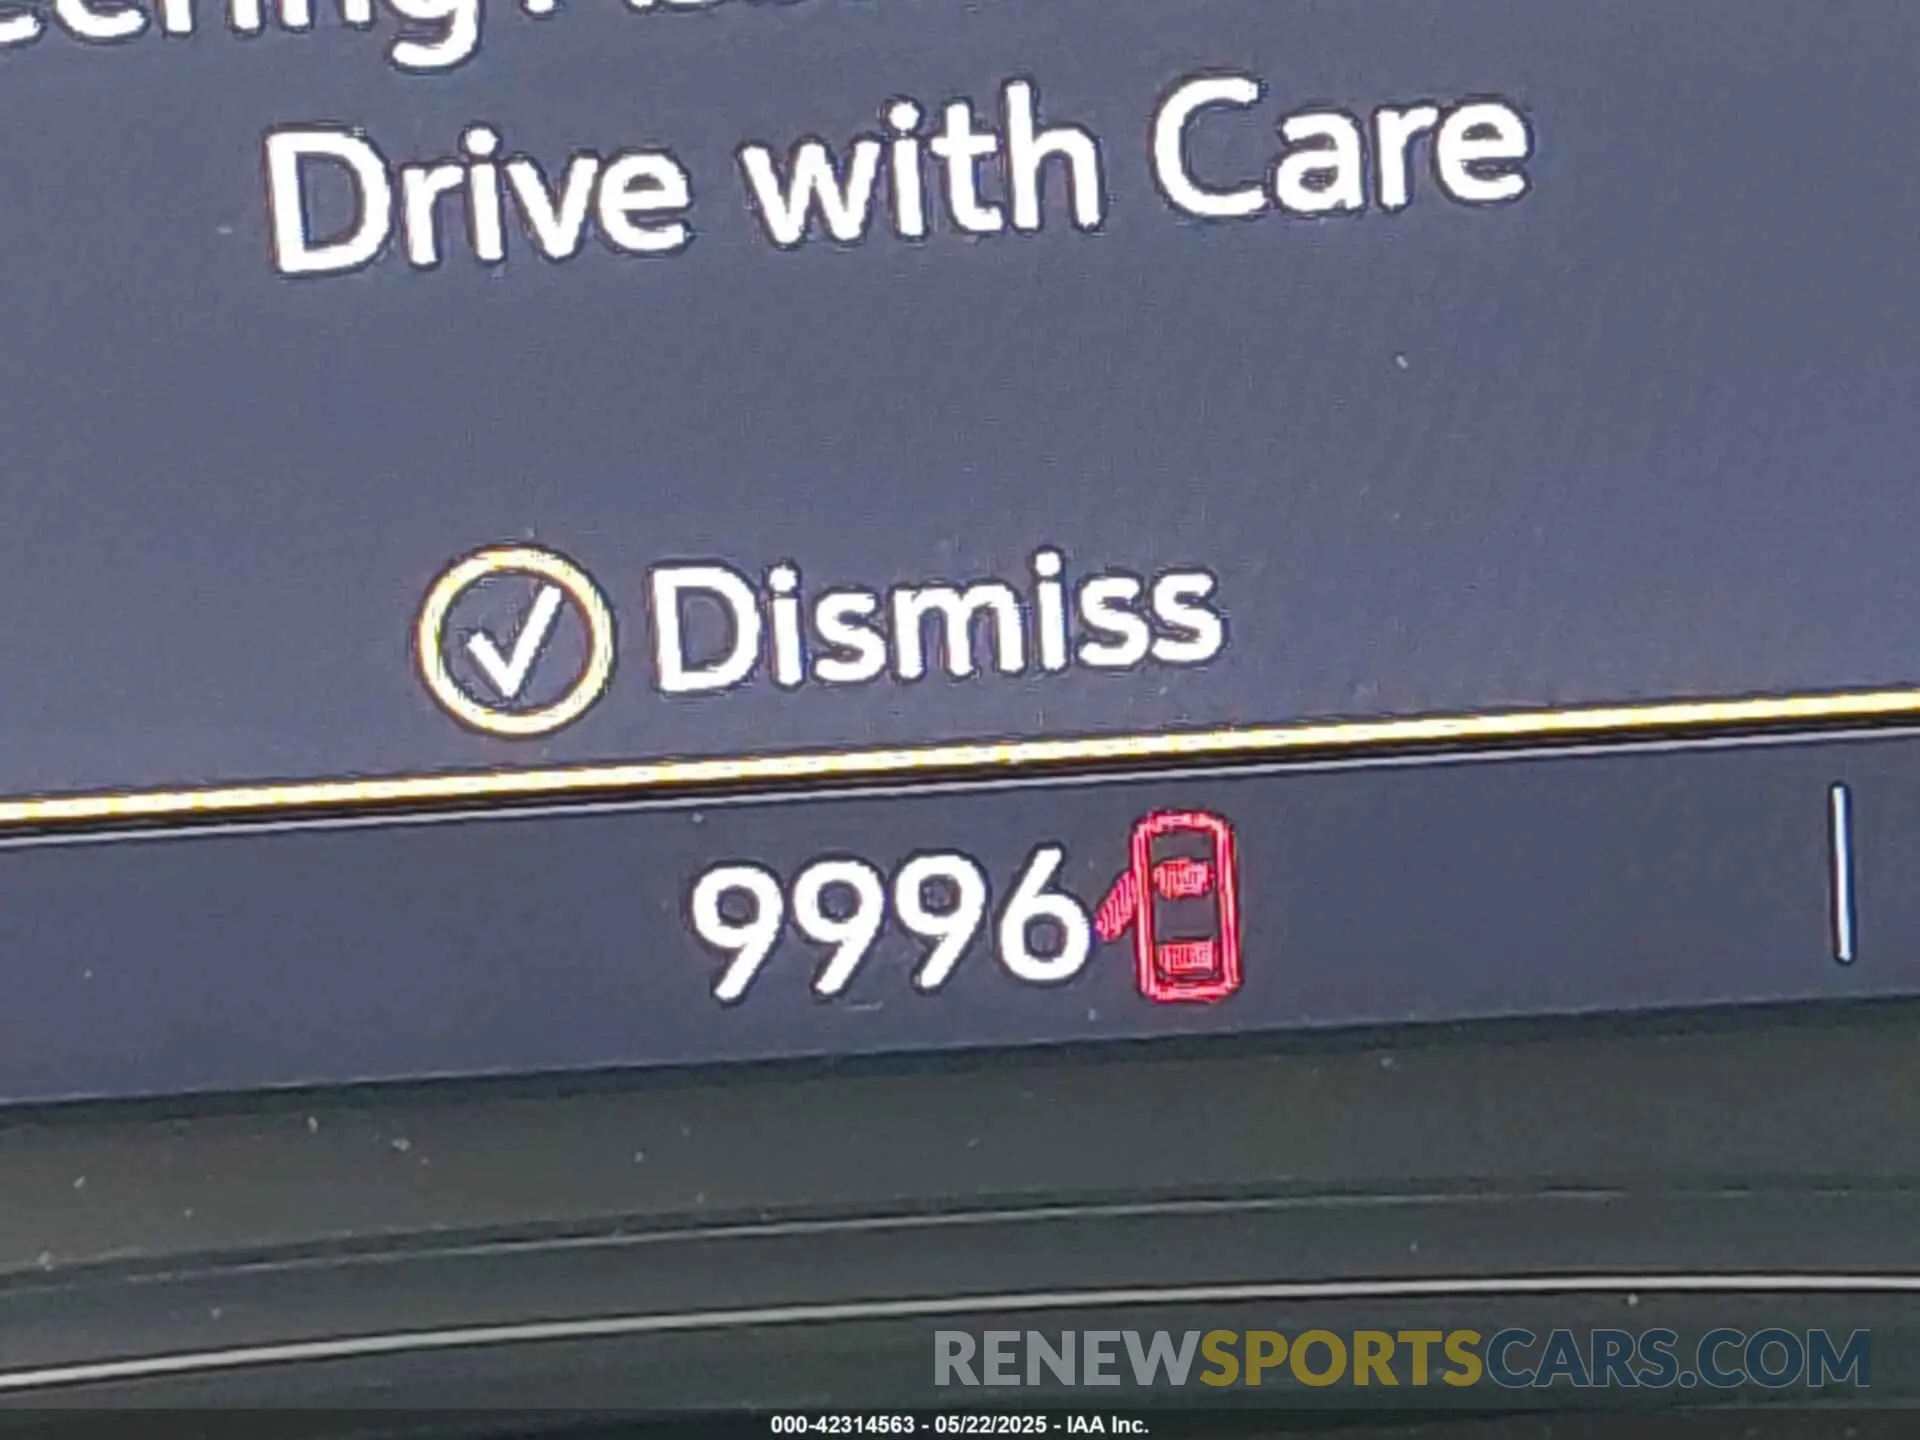 Drive with Care
Dismiss
9996
RENEWSPORTSCARS.COM
000-42314563 - 05/22/2025 - IAA Inc.